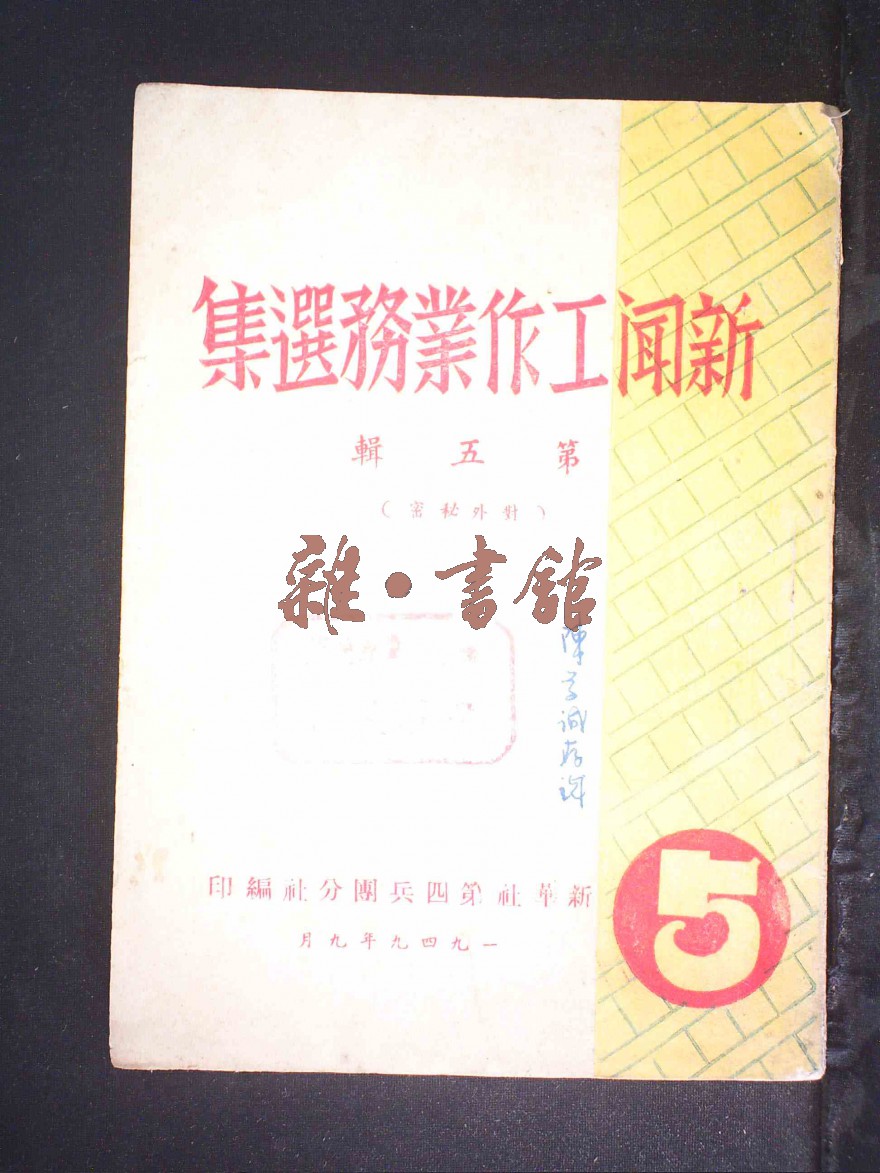 新闻工作業務選集
第五輯
(對外秘密)
雜·書館
新華社第四兵團分社編印
一九四九年九月
5